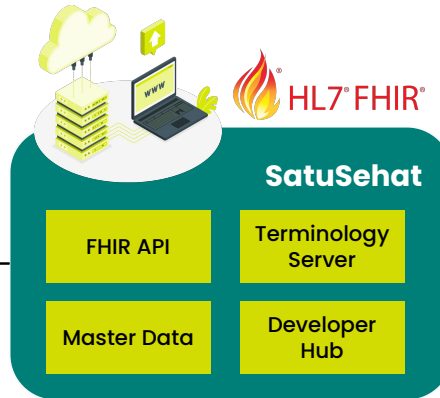 WWW
HL7® FHIR®
SatuSehat
FHIR API
Terminology
Server
Master Data
Developer
Hub